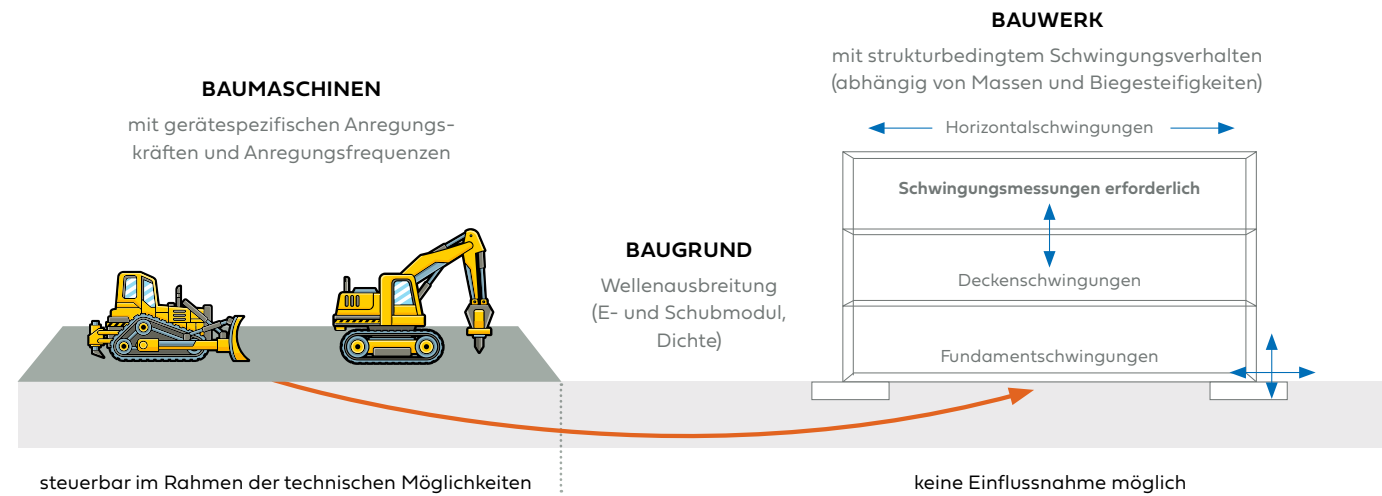 BAUWERK
mit strukturbedingtem Schwingungsverhalten
(abhängig von Massen und Biegesteifigkeiten)
BAUMASCHINEN
mit gerätespezifischen Anregungs-
kräften und Anregungsfrequenzen
Horizontalschwingungen
Schwingungsmessungen erforderlich
BAUGRUND
Wellenausbreitung
(E- und Schubmodul,
Dichte)
Deckenschwingungen
Fundamentschwingungen
steuerbar im Rahmen der technischen Möglichkeiten
keine Einflussnahme möglich